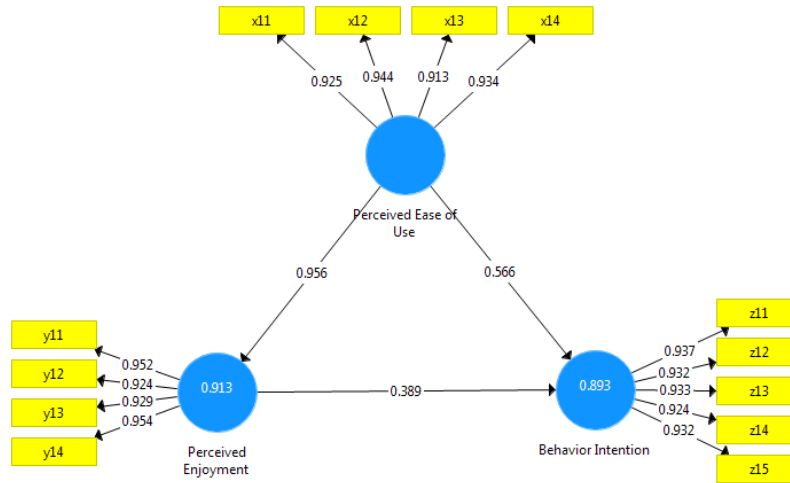 x11
x12
x13
x14
0.925
0.944
0.913
0.934
Perceived Ease of
Use
0.956
0.566
y11
y12
y13
y14
0.952
0.924
0.929
0.954
0.913
Perceived
Enjoyment
0.389
0.893
Behavior Intention
0.937
0.932
0.933
0.924
0.932
z11
z12
z13
z14
z15